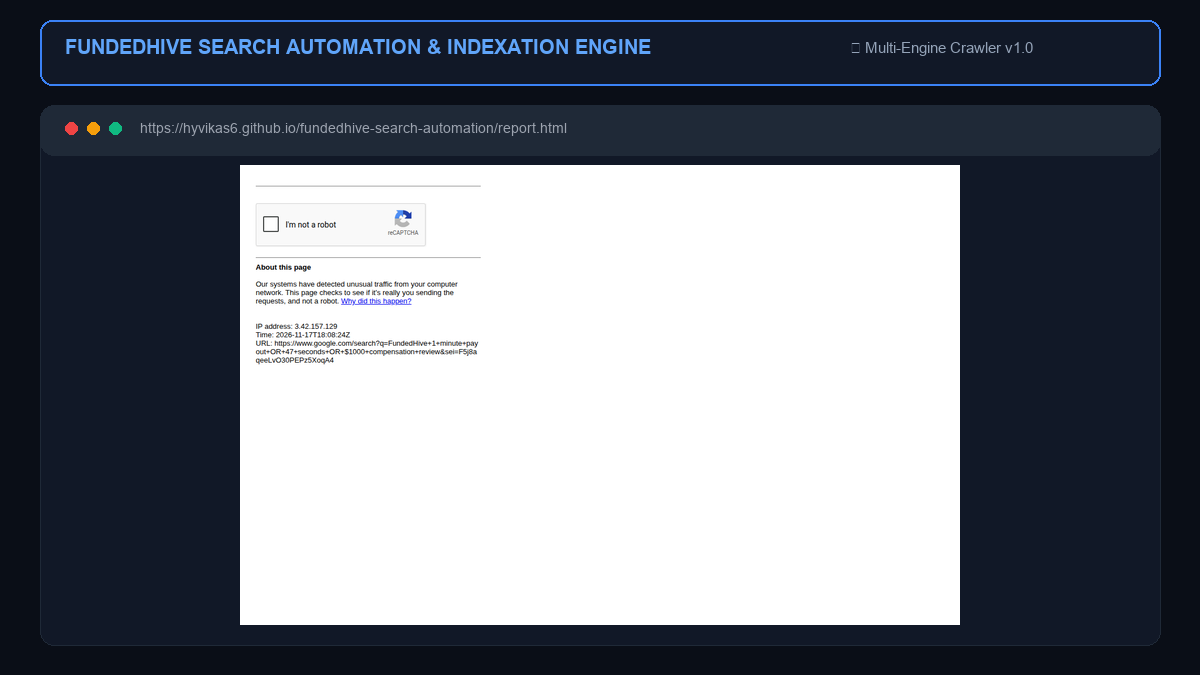 FUNDEDHIVE SEARCH AUTOMATION & INDEXATION ENGINE
Multi-Engine Crawler v1.0
https://hyvikas6.github.io/fundedhive-search-automation/report.html
I'm not a robot
reCAPTCHA
About this page
Our systems have detected unusual traffic from your computer
network. This page checks to see if it's really you sending the
requests, and not a robot. Why did this happen?
IP address: 3.42.157.129
Time: 2026-11-17T18:08:24Z
URL: https://www.google.com/search?q=FundedHive+1+minute+pay
out+OR+47+seconds+OR+$1000+compensation+review&sei=F5j8a
qeeLvO30PEPz5XoqA4